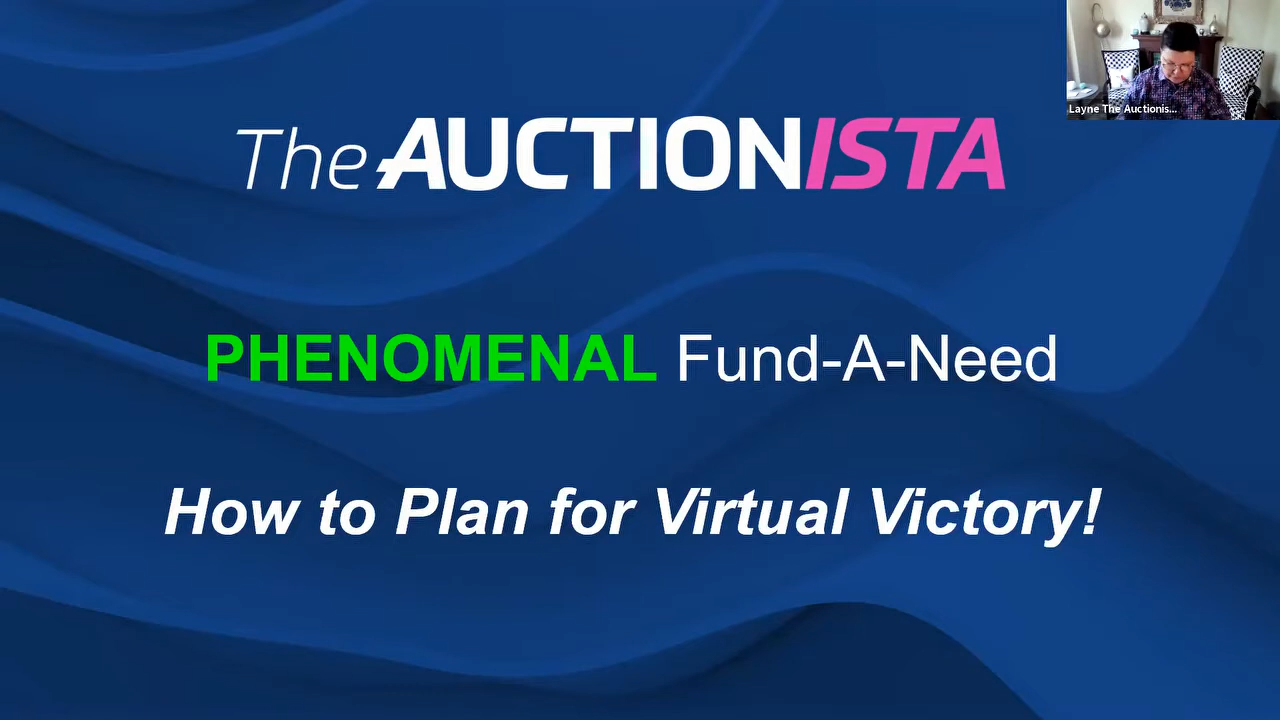 Layne The Auctionis...
The AUCTIONISTA
PHENOMENAL Fund-A-Need
How to Plan for Virtual Victory!